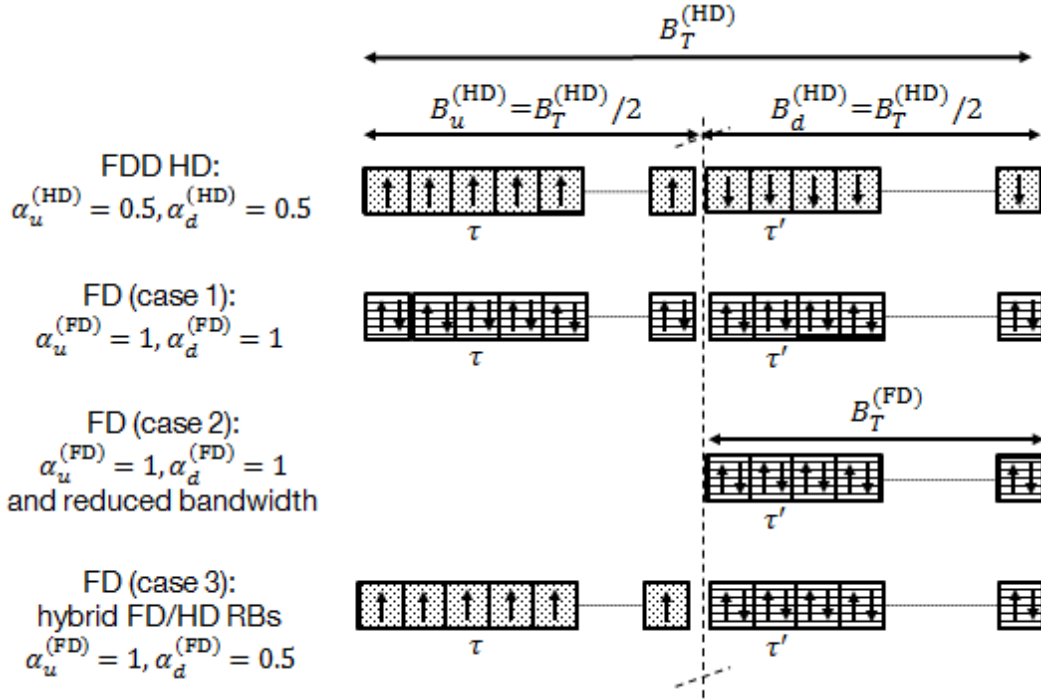 B_T^(HD)
B_u^(HD)=B_T^(HD)/2
B_d^(HD)=B_T^(HD)/2
FDD HD:
α_u^(HD) = 0.5, α_d^(HD) = 0.5
τ
τ'
FD (case 1):
α_u^(FD) = 1, α_d^(FD) = 1
τ
τ'
B_T^(FD)
FD (case 2):
α_u^(FD) = 1, α_d^(FD) = 1
and reduced bandwidth
τ'
FD (case 3):
hybrid FD/HD RBs
α_u^(FD) = 1, α_d^(FD) = 0.5
τ
τ'